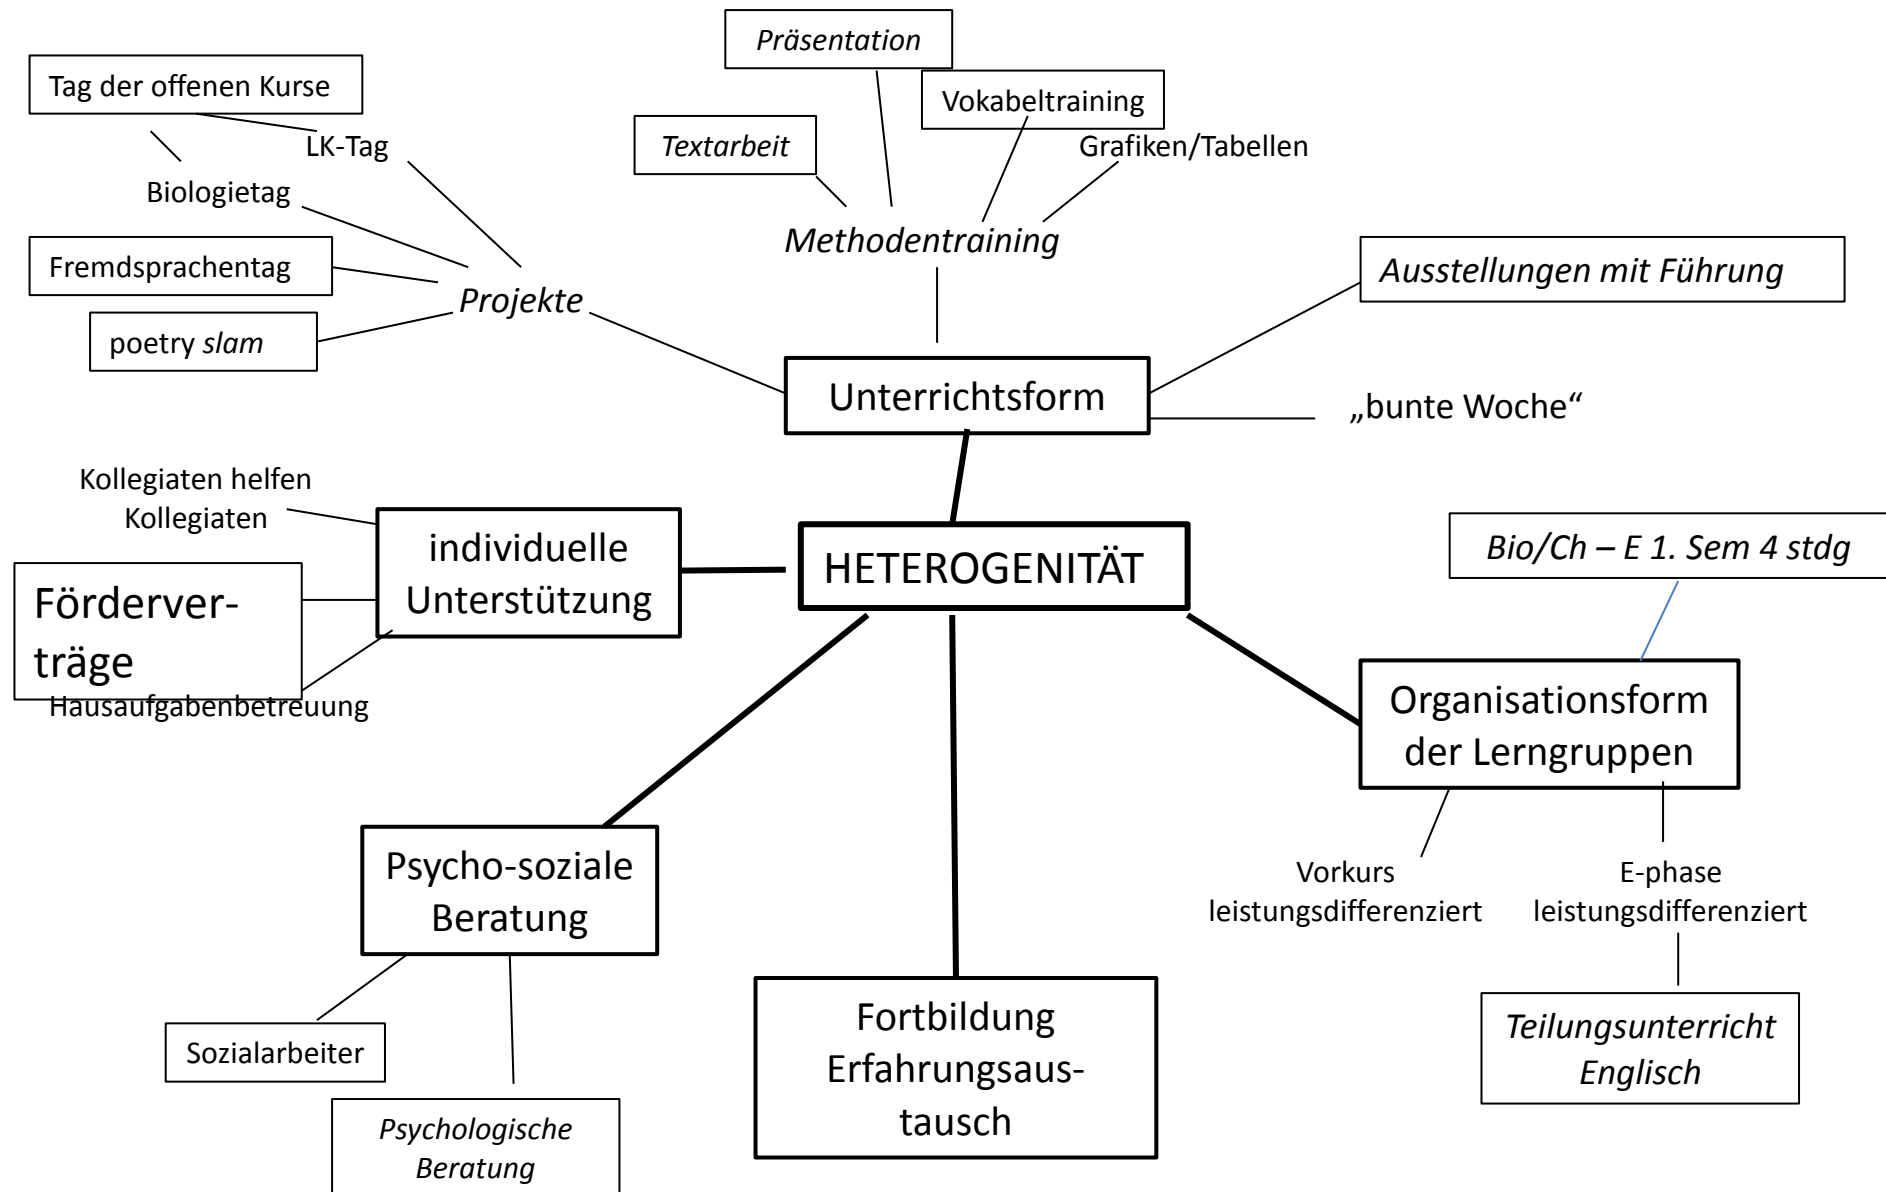 Präsentation
Tag der offenen Kurse
Vokabeltraining
LK-Tag
Textarbeit
Grafiken/Tabellen
Biologietag
Methodentraining
Fremdsprachentag
Ausstellungen mit Führung
Projekte
poetry slam
Unterrichtsform
„bunte Woche“
Kollegiaten helfen
Kollegiaten
individuelle
Unterstützung
HETEROGENITÄT
Bio/Ch – E 1. Sem 4 stdg
Förderver-
träge
Hausaufgabenbetreuung
Organisationsform
der Lerngruppen
Psycho-soziale
Beratung
Vorkurs
leistungsdifferenziert
E-phase
leistungsdifferenziert
Sozialarbeiter
Fortbildung
Erfahrungsaus-
tausch
Teilungsunterricht
Englisch
Psychologische
Beratung